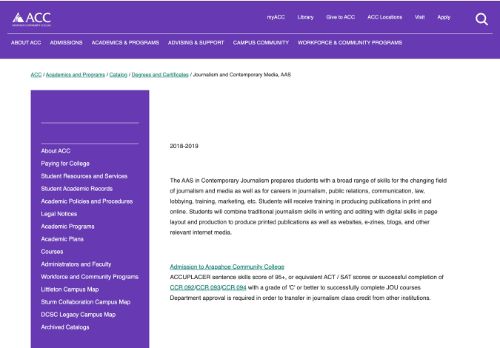 ACC
ARAPAHOE COMMUNITY COLLEGE
myACC Library Give to ACC ACC Locations Visit Apply
ABOUT ACC ADMISSIONS ACADEMICS & PROGRAMS ADVISING & SUPPORT CAMPUS COMMUNITY WORKFORCE & COMMUNITY PROGRAMS
ACC / Academics and Programs / Catalog / Degrees and Certificates / Journalism and Contemporary Media, AAS
About ACC
Paying for College
Student Resources and Services
Student Academic Records
Academic Policies and Procedures
Legal Notices
Academic Programs
Academic Plans
Courses
Administrators and Faculty
Workforce and Community Programs
Littleton Campus Map
Sturm Collaboration Campus Map
DCSC Legacy Campus Map
Archived Catalogs
2018-2019
The AAS in Contemporary Journalism prepares students with a broad range of skills for the changing field
of journalism and media as well as for careers in journalism, public relations, communication, law,
lobbying, training, marketing, etc. Students will receive training in producing publications in print and
online. Students will combine traditional journalism skills in writing and editing with digital skills in page
layout and production to produce printed publications as well as websites, e-zines, blogs, and other
relevant internet media.
Admission to Arapahoe Community College
ACCUPLACER sentence skills score of 95+, or equivalent ACT / SAT scores or successful completion of
CCR 092/CCR 093/CCR 094 with a grade of 'C' or better to successfully complete JOU courses
Department approval is required in order to transfer in journalism class credit from other institutions.